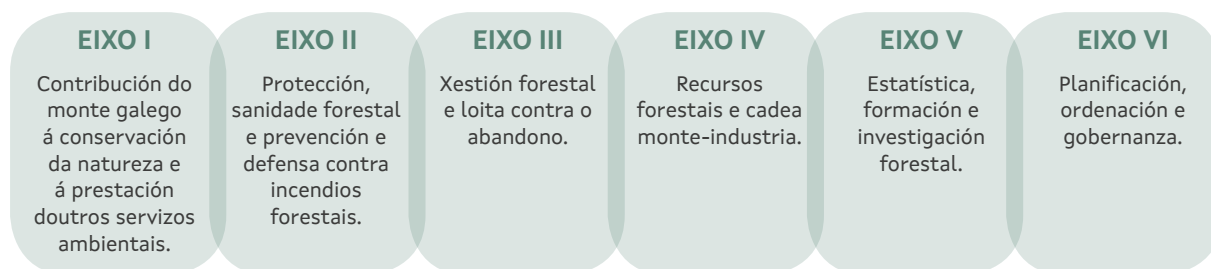 EIXO I
Contribución do
monte galego
á conservación
da natureza e
á prestación
doutros servizos
ambientais.
EIXO II
Protección,
sanidade forestal
e prevención e
defensa contra
incendios
forestais.
EIXO III
Xestión forestal
e loita contra o
abandono.
EIXO IV
Recursos
forestais e cadea
monte-industria.
EIXO V
Estatística,
formación e
investigación
forestal.
EIXO VI
Planificación,
ordenación e
gobernanza.